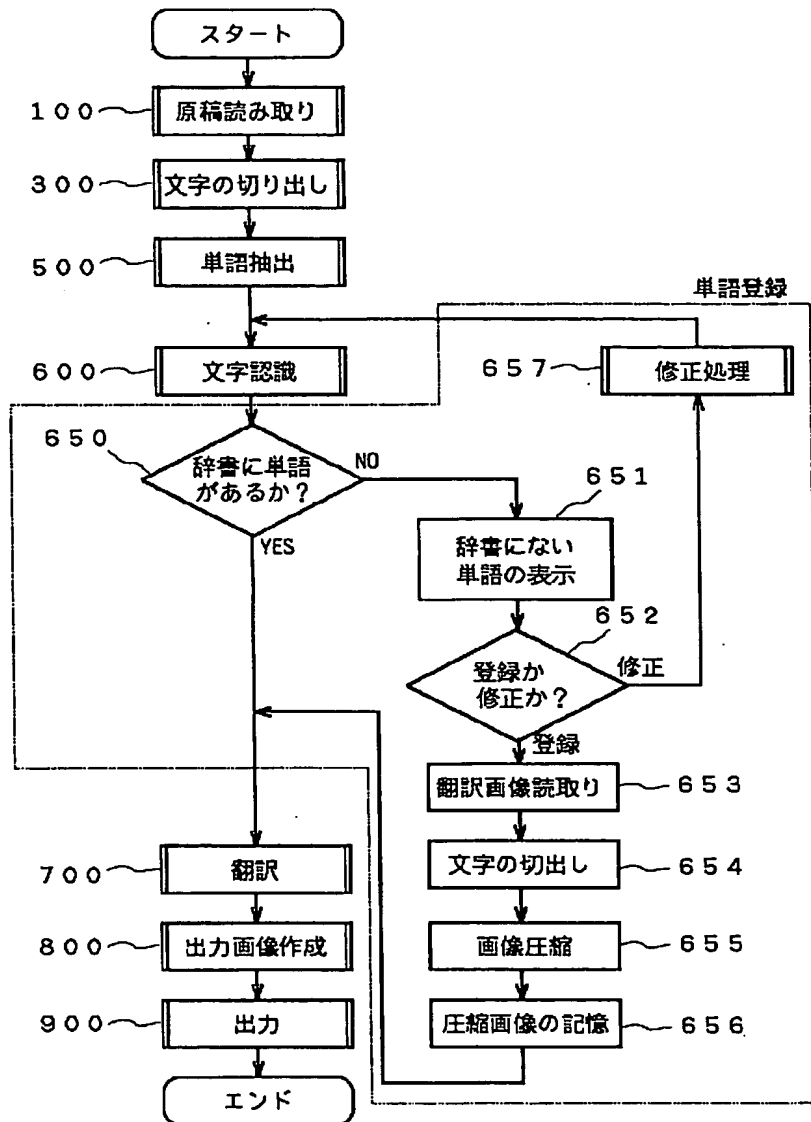 スタート
100
原稿読み取り
300
文字の切り出し
500
単語抽出
単語登録
600
文字認識
657
修正処理
650
辞書に単語
があるか?
NO
YES
651
辞書にない
単語の表示
652
登録か
修正か?
修正
登録
翻訳画像読取り
653
文字の切出し
654
700
翻訳
画像圧縮
655
800
出力画像作成
圧縮画像の記憶
656
900
出力
エンド